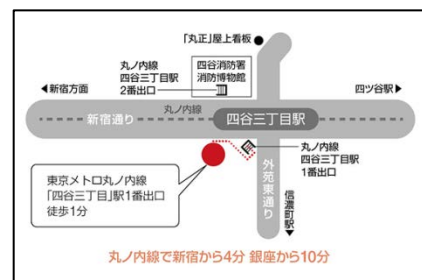 「丸正」屋上看板
丸ノ内線
四谷三丁目駅
2番出口
四谷消防署
消防博物館
◀新宿方面
四ツ谷駅▶
丸ノ内線
新宿通り
四谷三丁目駅
丸ノ内線
四谷三丁目駅
1番出口
外苑東通り
信濃町駅▼
東京メトロ丸ノ内線
「四谷三丁目」駅1番出口
徒歩1分
丸ノ内線で新宿から4分 銀座から10分